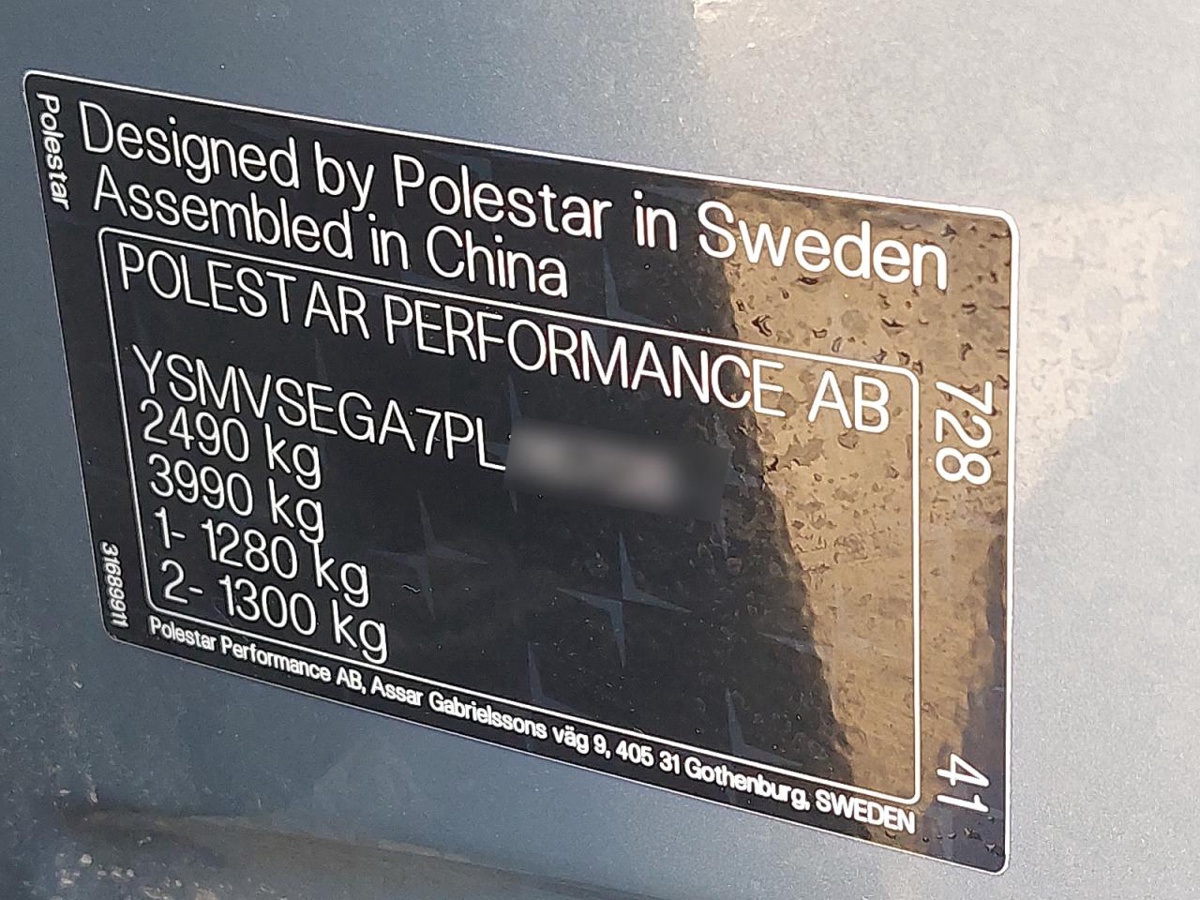 Polestar
Designed by Polestar in Sweden
Assembled in China
POLESTAR PERFORMANCE AB
YSMVSEGA7PL
2490 kg
3990 kg
1- 1280 kg
2- 1300 kg
Polestar Performance AB, Assar Gabrielssons väg 9, 405 31 Gothenburg, SWEDEN
31689911
728
41